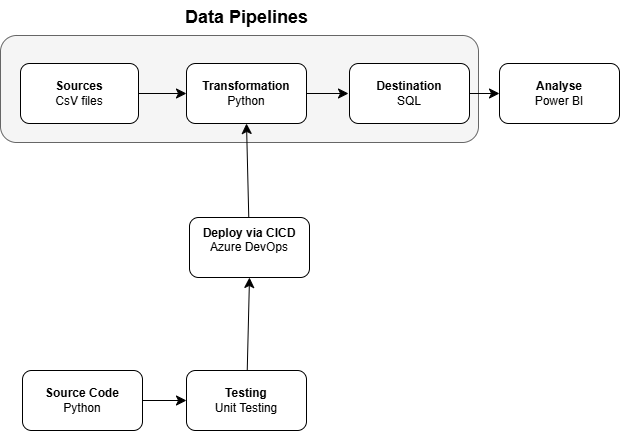 Data Pipelines
Sources
CsV files
Transformation
Python
Destination
SQL
Analyse
Power BI
Deploy via CICD
Azure DevOps
Source Code
Python
Testing
Unit Testing